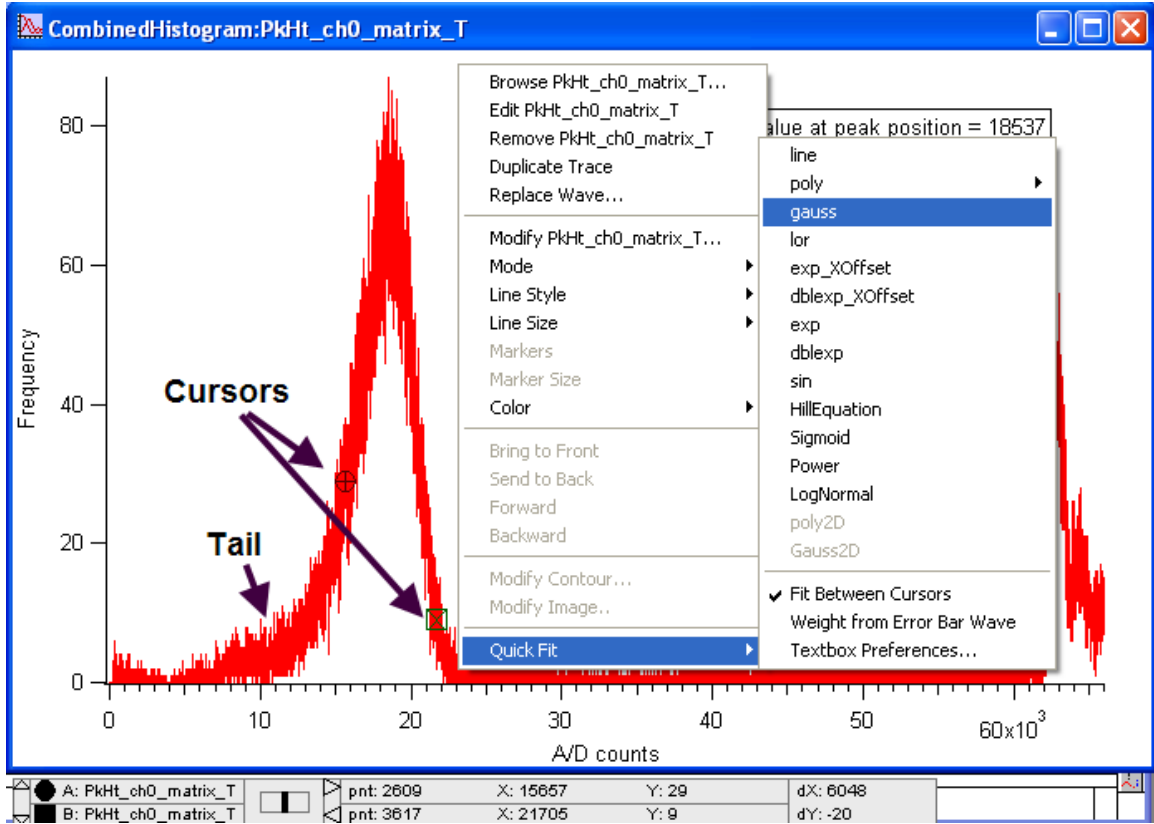 CombinedHistogram:PkHt_ch0_matrix_T
Browse PkHt_ch0_matrix_T...
Edit PkHt_ch0_matrix_T
Remove PkHt_ch0_matrix_T
Duplicate Trace
Replace Wave...
Modify PkHt_ch0_matrix_T...
Mode
Line Style
Line Size
Markers
Marker Size
Color
Bring to Front
Send to Back
Forward
Backward
Modify Contour...
Modify Image..
Quick Fit
at peak position = 18537
line
poly
gauss
lor
exp_XOffset
dblexp_XOffset
exp
dblexp
sin
HillEquation
Sigmoid
Power
LogNormal
poly2D
Gauss2D
Fit Between Cursors
Weight from Error Bar Wave
Textbox Preferences...
Cursors
Tail
Frequency
80
60
40
20
0
0 10 20 30 40 50 60x10³
A/D counts
A: PkHt_ch0_matrix_T pnt: 2609 X: 15657 Y: 29 dX: 6048
B: PkHt_ch0_matrix_T pnt: 3617 X: 21705 Y: 9 dY: -20